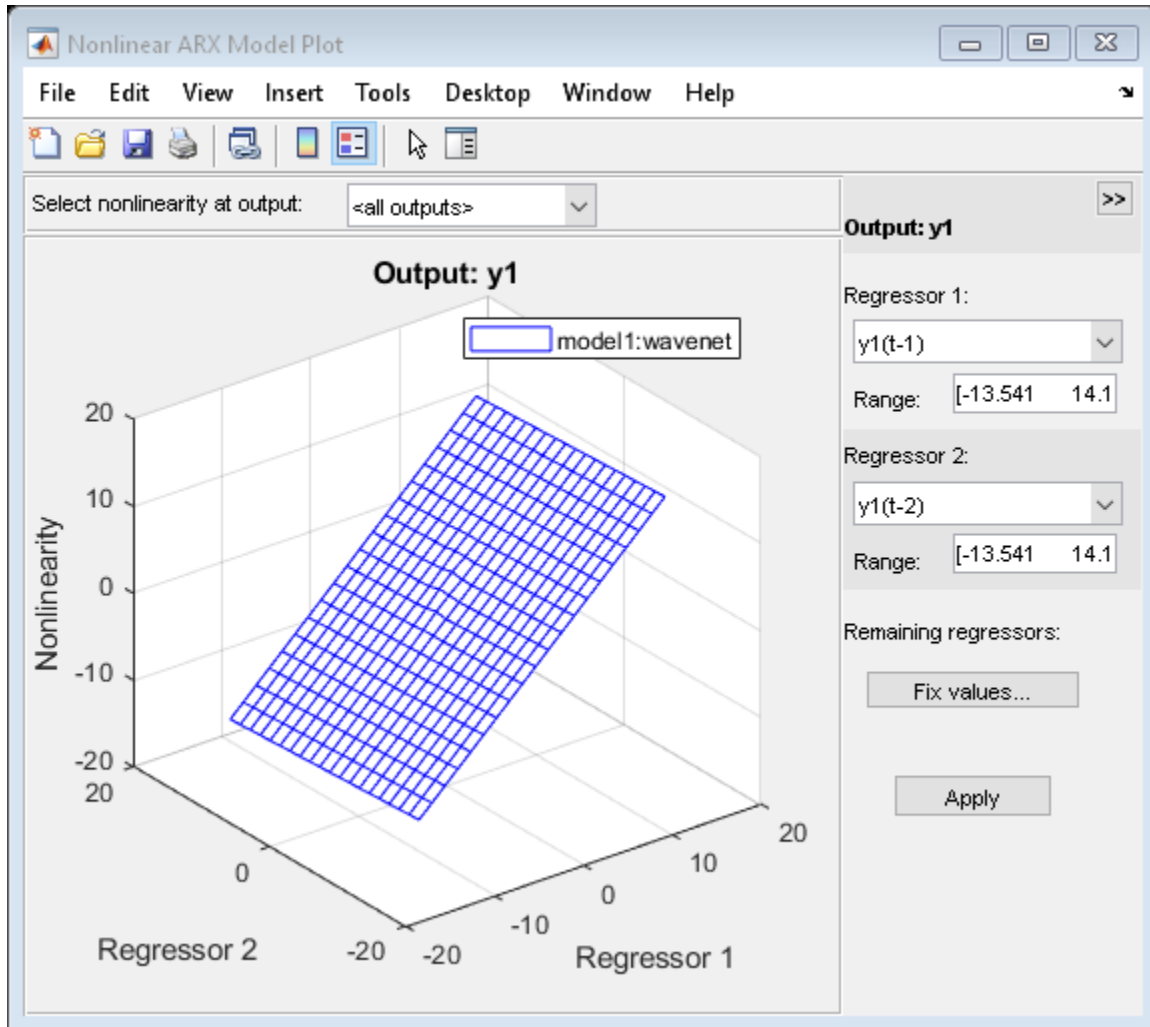 Nonlinear ARX Model Plot
File Edit View Insert Tools Desktop Window Help
Select nonlinearity at output: <all outputs>
>>
Output: y1
Output: y1
model1:wavenet
20
10
0
-10
-20
Nonlinearity
20
0
-20
Regressor 2
-20
-10
0
10
20
Regressor 1
Regressor 1:
y1(t-1)
Range: [-13.541 14.1
Regressor 2:
y1(t-2)
Range: [-13.541 14.1
Remaining regressors:
Fix values...
Apply